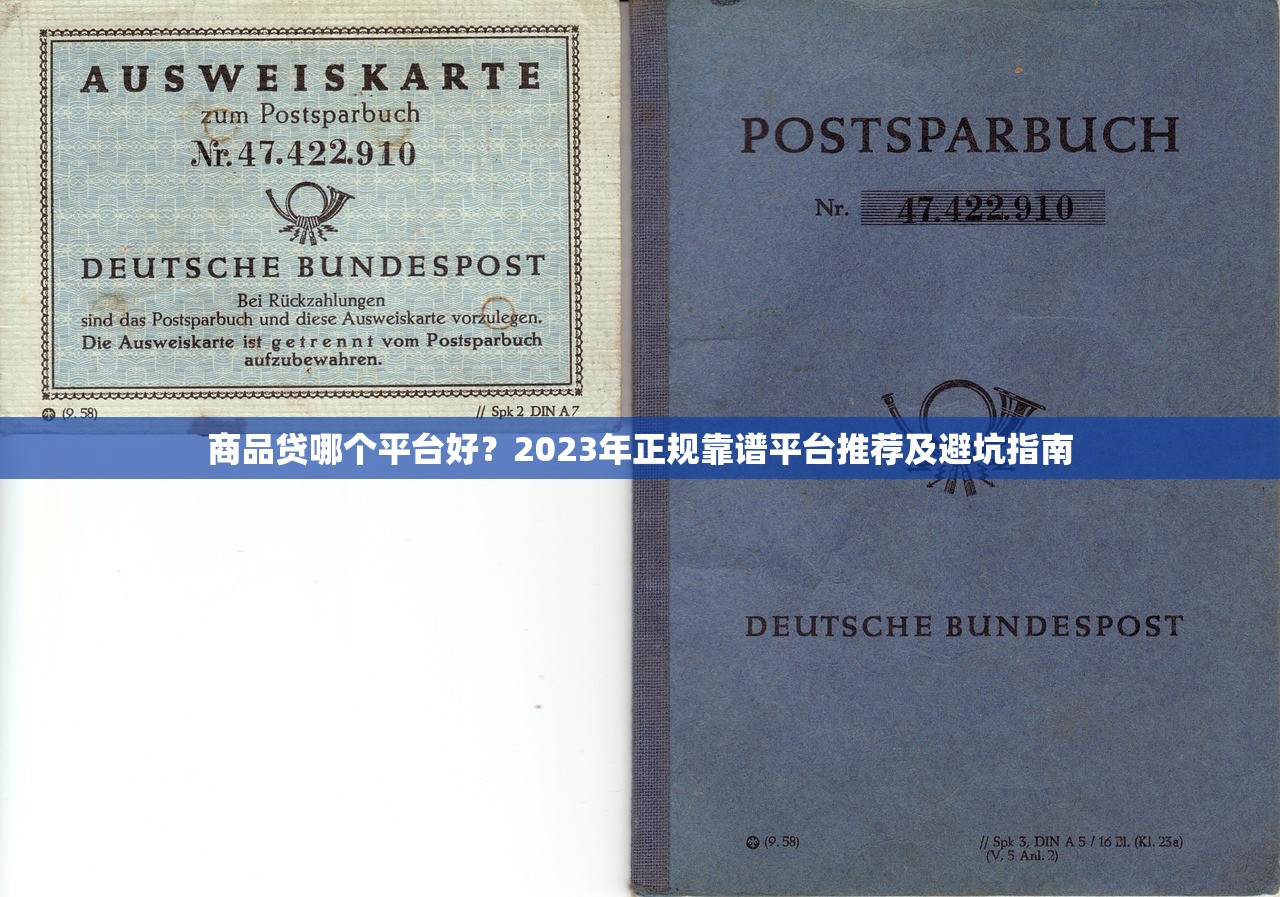 AUSWEISKARTE
zum Postsparbuch
Nr. 47.422.910
DEUTSCHE BUNDESPOST
Bei Rückzahlungen
sind das Postsparbuch und diese Ausweiskarte vorzulegen.
Die Ausweiskarte ist getrennt vom Postsparbuch
aufzubewahren.
(9. 58)
// Spk 2 DIN A 7
POSTSPARBUCH
Nr. 47.422.910
商品贷哪个平台好？2023年正规靠谱平台推荐及避坑指南
DEUTSCHE BUNDESPOST
(9. 58)
// Spk 3, DIN A 5 / 16 Bl. (Kl. 23a)
(V, 5 Anl. 2)